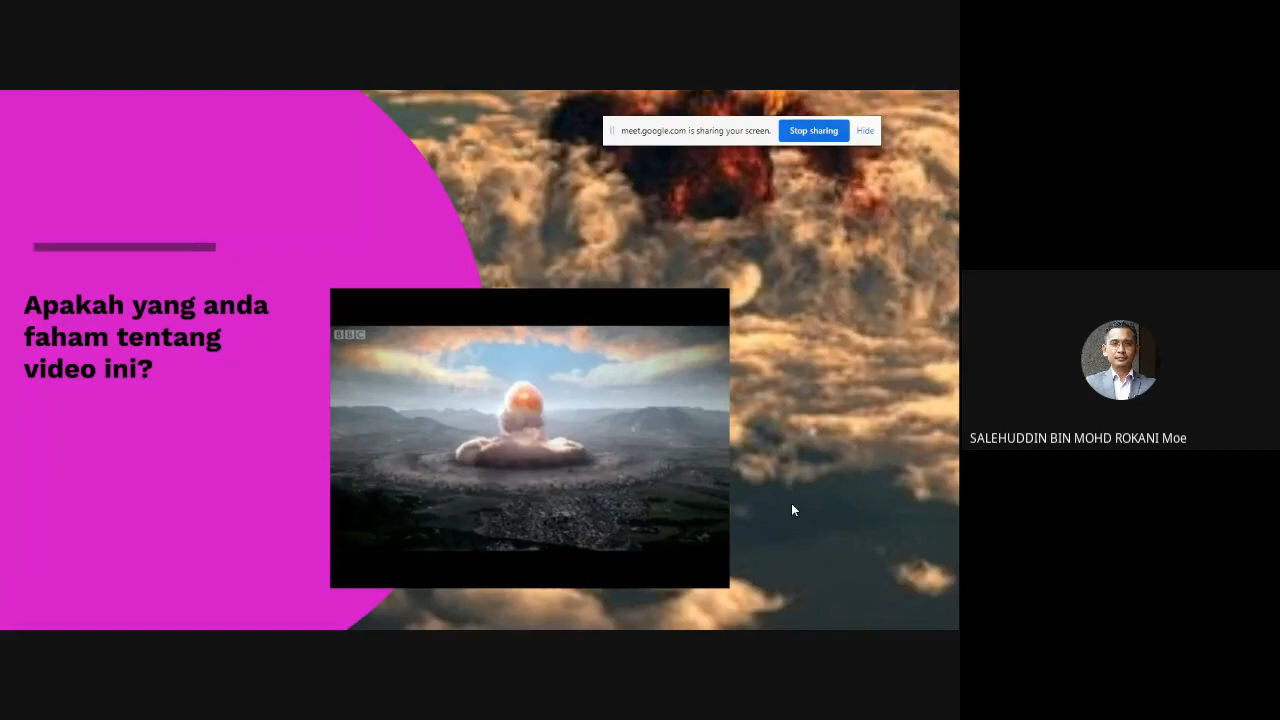 meet.google.com is sharing your screen. Stop sharing Hide
Apakah yang anda
faham tentang
video ini?
BBC
SALEHUDDIN BIN MOHD ROKANI Moe